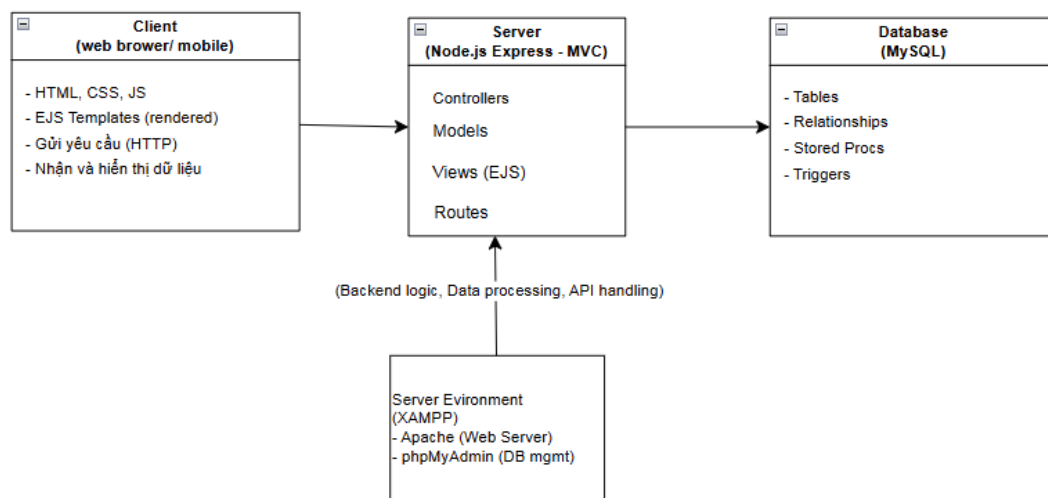 Client
(web brower/ mobile)
- HTML, CSS, JS
- EJS Templates (rendered)
- Gửi yêu cầu (HTTP)
- Nhận và hiển thị dữ liệu
Server
(Node.js Express - MVC)
Controllers
Models
Views (EJS)
Routes
Database
(MySQL)
- Tables
- Relationships
- Stored Procs
- Triggers
(Backend logic, Data processing, API handling)
Server Evironment
(XAMPP)
- Apache (Web Server)
- phpMyAdmin (DB mgmt)